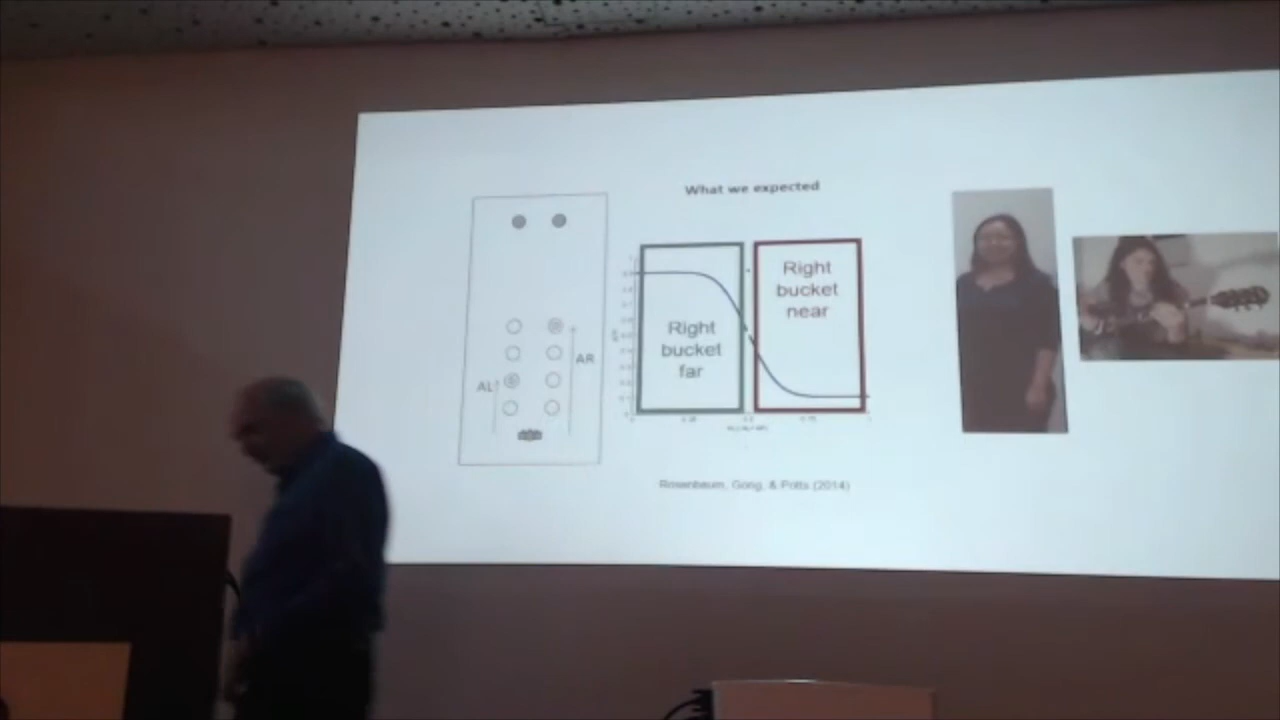 What we expected
AL
AR
Right
bucket
far
Right
bucket
near
Rosenbaum, Gong, & Potts (2014)